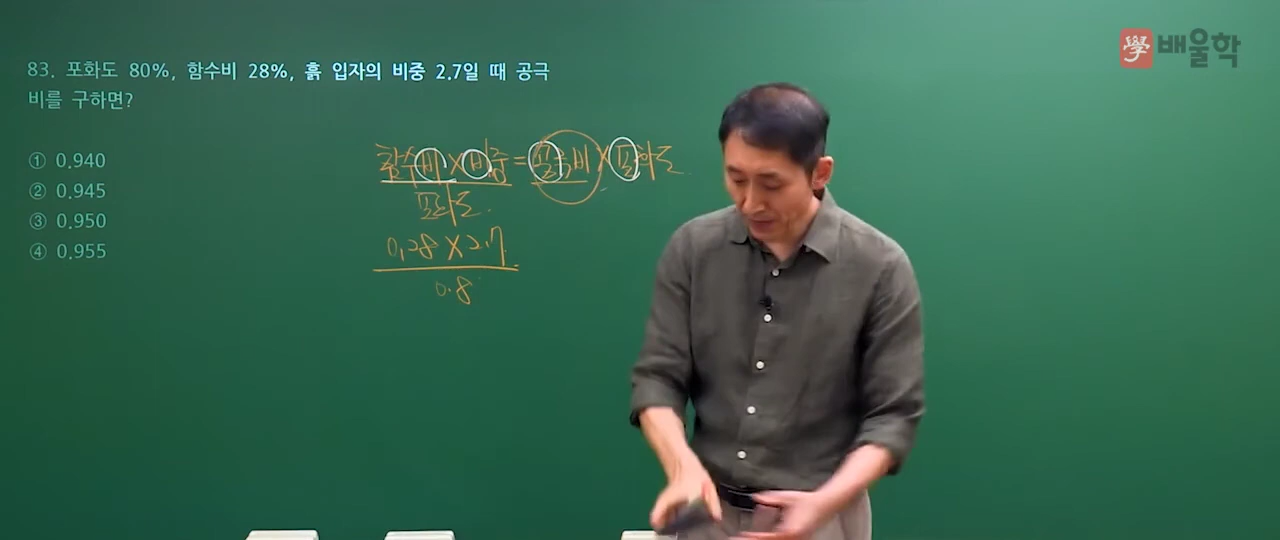 學 배울학
83. 포화도 80%, 함수비 28%, 흙 입자의 비중 2.7일 때 공극
비를 구하면?
① 0.940
② 0.945
③ 0.950
④ 0.955
함수비 × 비중 = 공극비 × 포화도
포화도
0.28 × 2.7
0.8